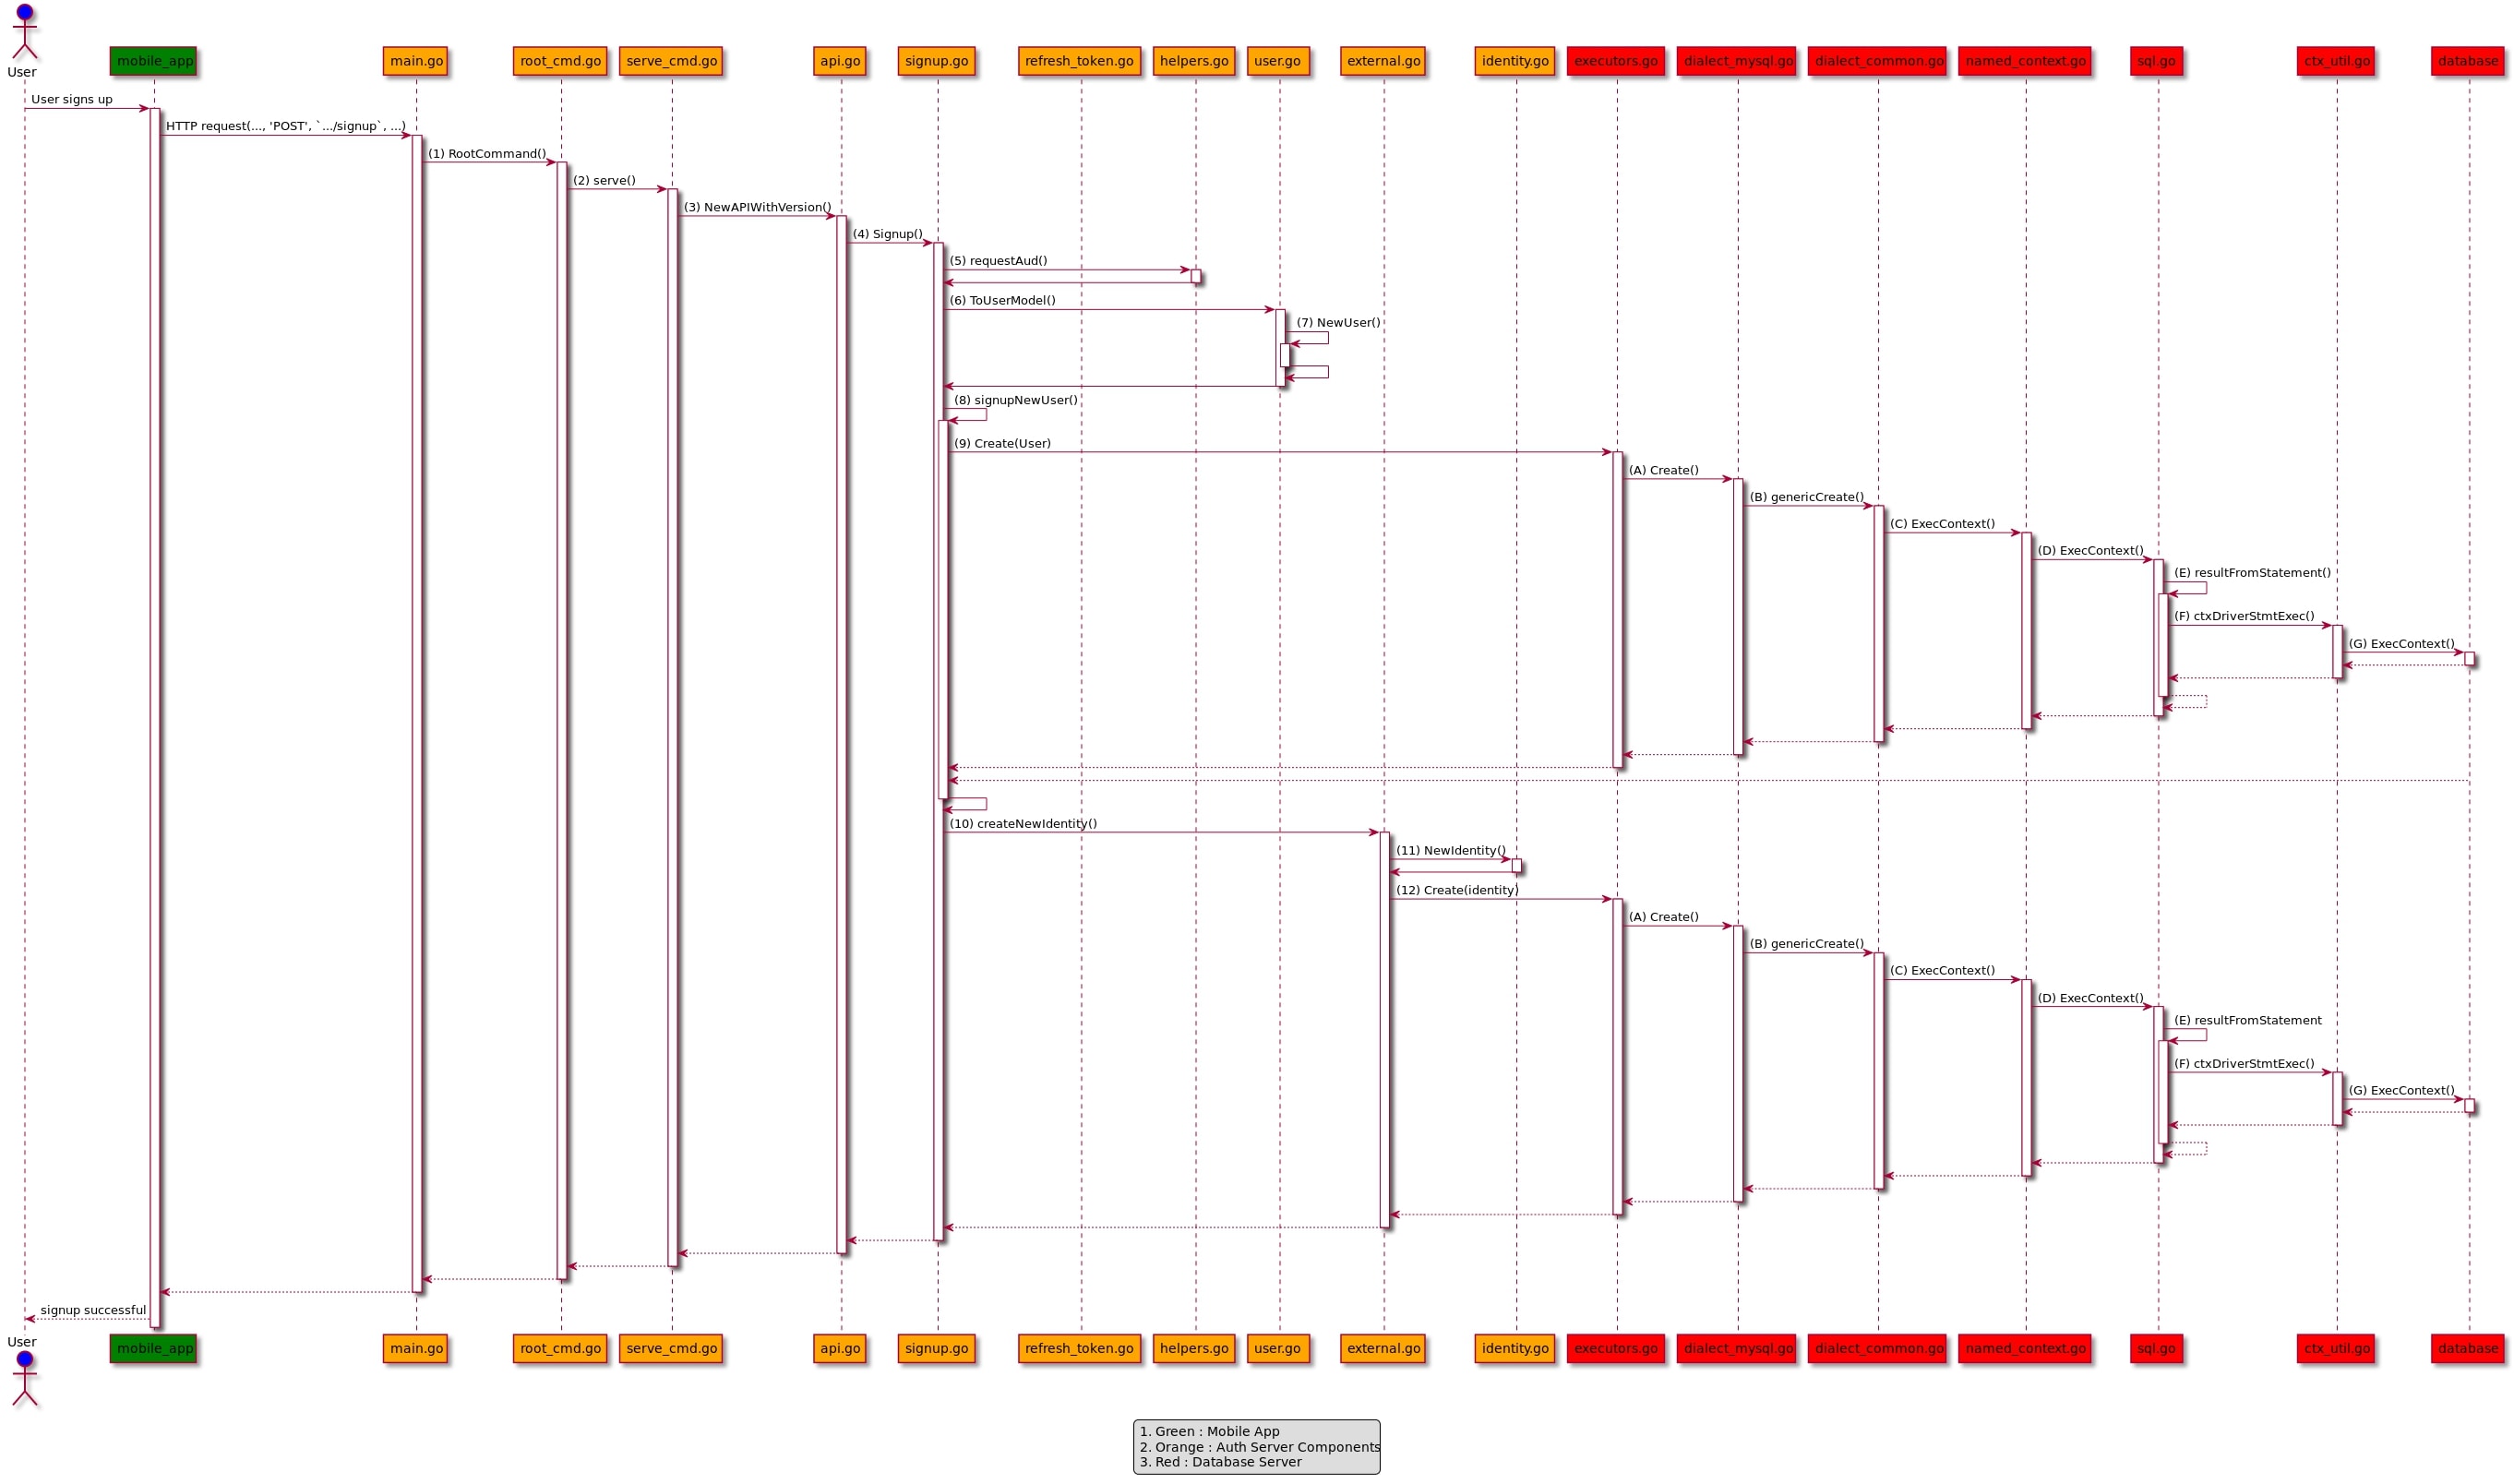 User
mobile_app
main.go
root_cmd.go
serve_cmd.go
api.go
signup.go
refresh_token.go
helpers.go
user.go
external.go
identity.go
executors.go
dialect_mysql.go
dialect_common.go
named_context.go
sql.go
ctx_util.go
database
User signs up
HTTP request(..., 'POST', `.../signup`, ...)
(1) RootCommand()
(2) serve()
(3) NewAPIWithVersion()
(4) Signup()
(5) requestAud()
(6) ToUserModel()
(7) NewUser()
(8) signupNewUser()
(9) Create(User)
(A) Create()
(B) genericCreate()
(C) ExecContext()
(D) ExecContext()
(E) resultFromStatement()
(F) ctxDriverStmtExec()
(G) ExecContext()
(10) createNewIdentity()
(11) NewIdentity()
(12) Create(identity)
(A) Create()
(B) genericCreate()
(C) ExecContext()
(D) ExecContext()
(E) resultFromStatement
(F) ctxDriverStmtExec()
(G) ExecContext()
signup successful
User
mobile_app
main.go
root_cmd.go
serve_cmd.go
api.go
signup.go
refresh_token.go
helpers.go
user.go
external.go
identity.go
executors.go
dialect_mysql.go
dialect_common.go
named_context.go
sql.go
ctx_util.go
database
1. Green : Mobile App
2. Orange : Auth Server Components
3. Red : Database Server